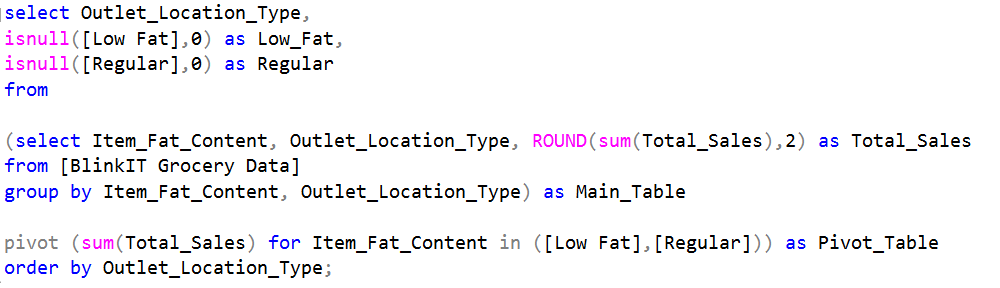 select Outlet_Location_Type,
isnull([Low Fat],0) as Low_Fat,
isnull([Regular],0) as Regular
from
(select Item_Fat_Content, Outlet_Location_Type, ROUND(sum(Total_Sales),2) as Total_Sales
from [BlinkIT Grocery Data]
group by Item_Fat_Content, Outlet_Location_Type) as Main_Table
pivot (sum(Total_Sales) for Item_Fat_Content in ([Low Fat],[Regular])) as Pivot_Table
order by Outlet_Location_Type;